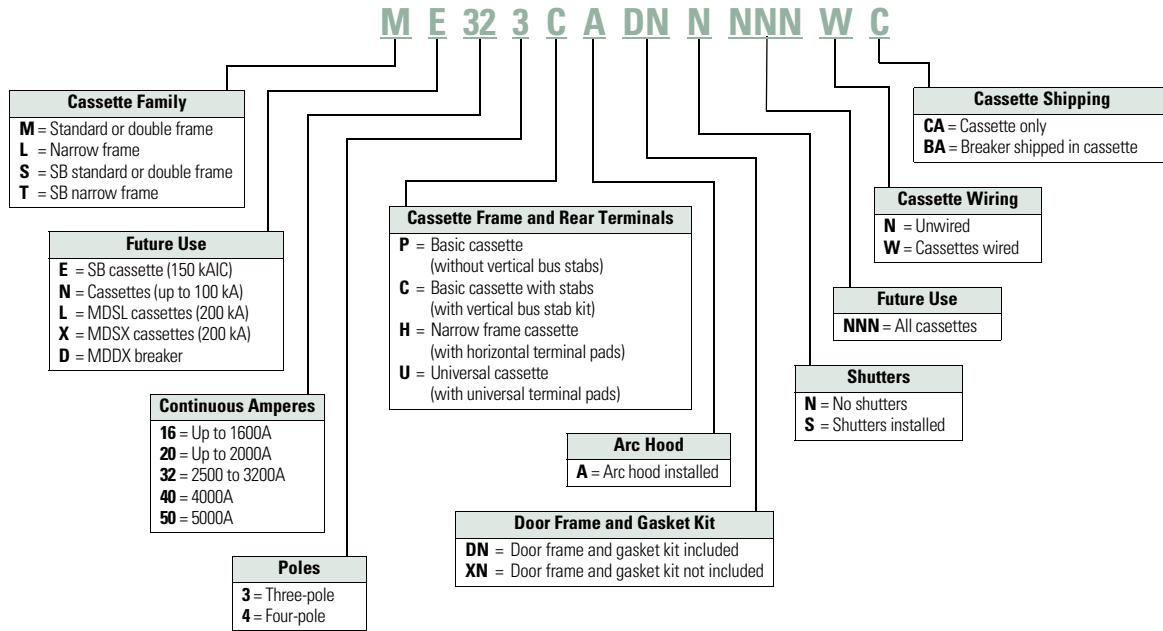 M E 32 3 C A DN N NNN W C
Cassette Family
M = Standard or double frame
L = Narrow frame
S = SB standard or double frame
T = SB narrow frame
Future Use
E = SB cassette (150 kAIC)
N = Cassettes (up to 100 kA)
L = MDSL cassettes (200 kA)
X = MDSX cassettes (200 kA)
D = MDDX breaker
Continuous Amperes
16 = Up to 1600A
20 = Up to 2000A
32 = 2500 to 3200A
40 = 4000A
50 = 5000A
Poles
3 = Three-pole
4 = Four-pole
Cassette Frame and Rear Terminals
P = Basic cassette
(without vertical bus stabs)
C = Basic cassette with stabs
(with vertical bus stab kit)
H = Narrow frame cassette
(with horizontal terminal pads)
U = Universal cassette
(with universal terminal pads)
Arc Hood
A = Arc hood installed
Door Frame and Gasket Kit
DN = Door frame and gasket kit included
XN = Door frame and gasket kit not included
Shutters
N = No shutters
S = Shutters installed
Future Use
NNN = All cassettes
Cassette Wiring
N = Unwired
W = Cassettes wired
Cassette Shipping
CA = Cassette only
BA = Breaker shipped in cassette